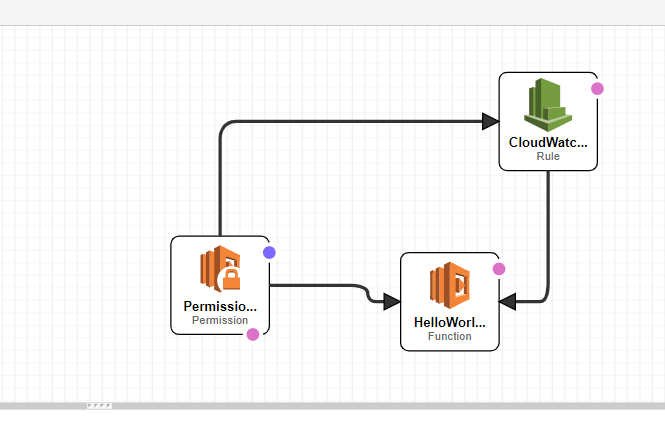 CloudWatc...
Rule
Permissio...
Permission
HelloWorl...
Function